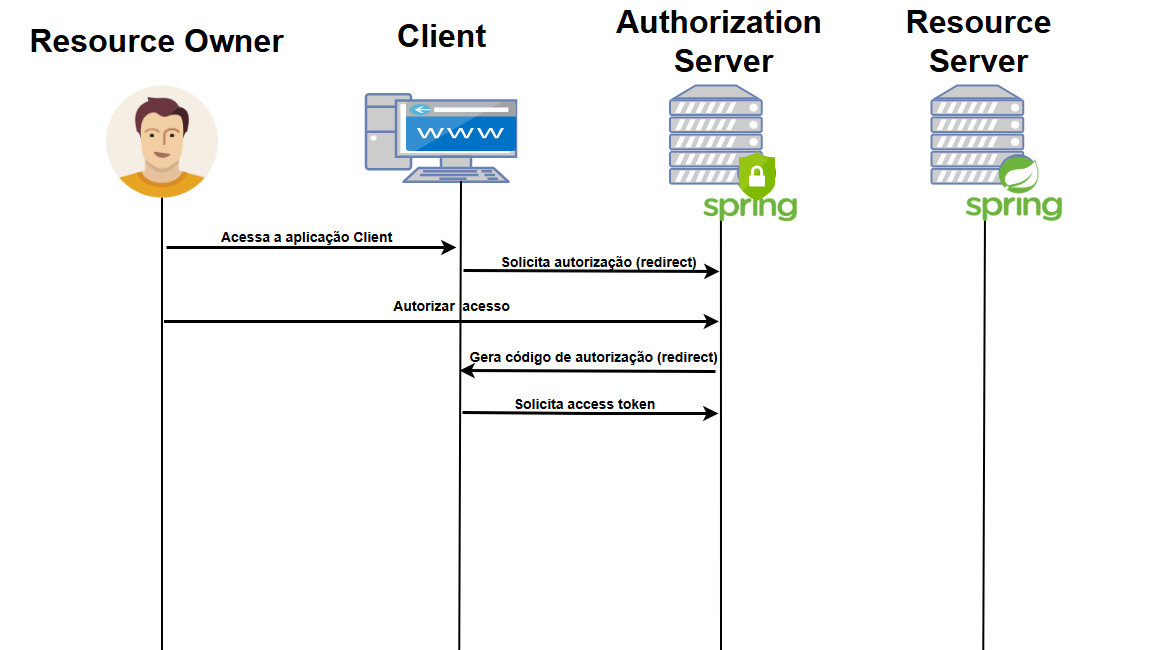 Resource Owner
Client
Authorization
Server
Resource
Server
www
spring
spring
Acessa a aplicação Client
Solicita autorização (redirect)
Autorizar acesso
Gera código de autorização (redirect)
Solicita access token